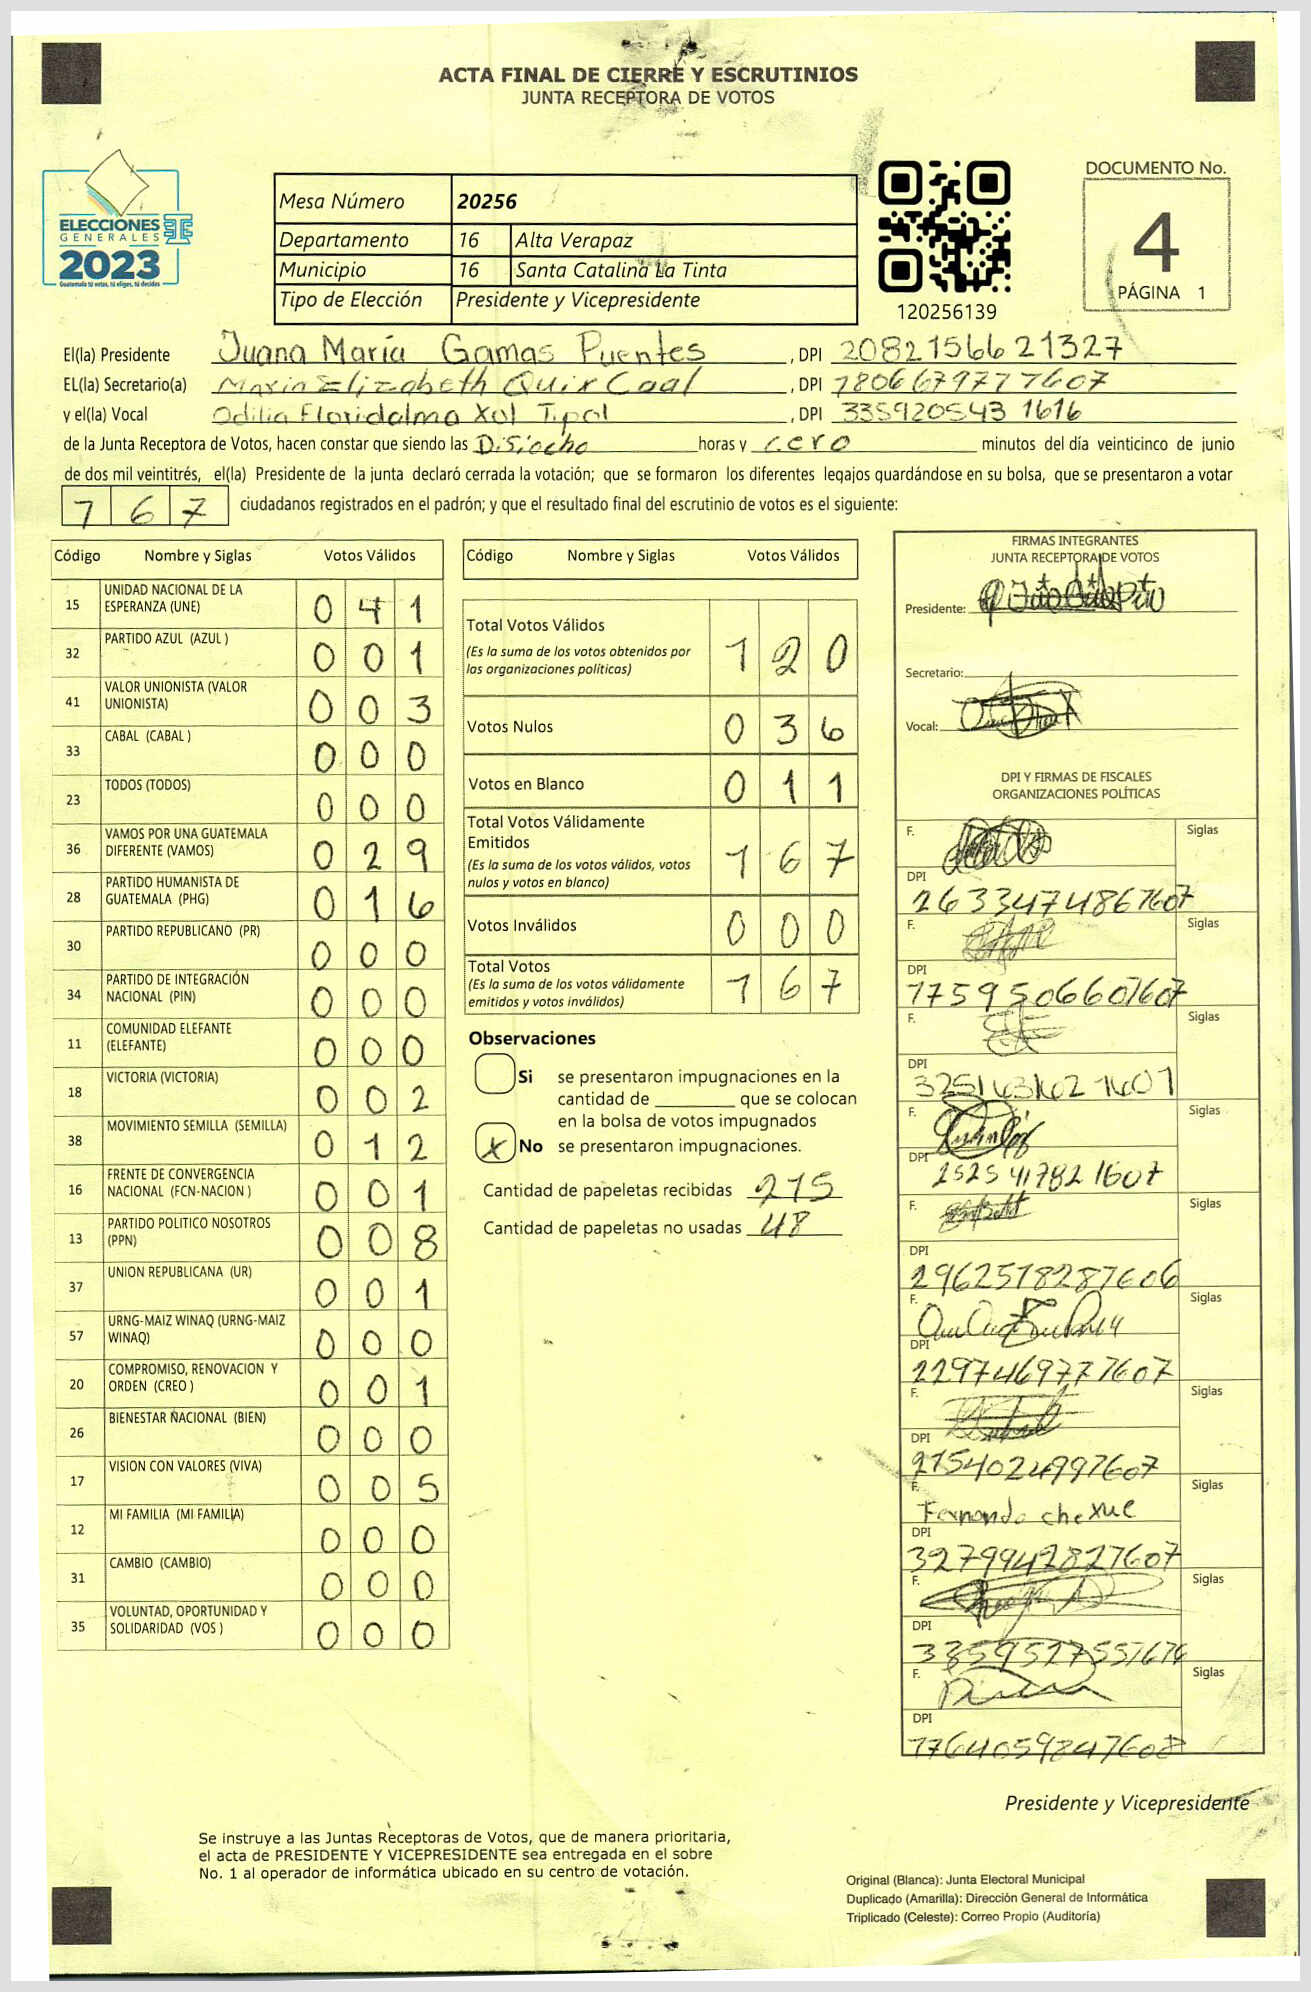 ACTA FINAL DE CIERRE Y ESCRUTINIOS
JUNTA RECEPTORA DE VOTOS
ELECCIONES
GENERALES
2023
Guatemala tú votas, tú eliges, tú decides
Mesa Número 20256
Departamento 16 Alta Verapaz
Municipio 16 Santa Catalina La Tinta
Tipo de Elección Presidente y Vicepresidente
120256139
DOCUMENTO No.
4
PÁGINA 1
El(la) Presidente Juana María Gamas Puentes, DPI 2082156621327
EL(la) Secretario(a) Maria Elizabeth Quix Caal, DPI
y el(la) Vocal Odilia Floridalma Xol Tipol, DPI 3359205431616
de la Junta Receptora de Votos, hacen constar que siendo las Disiocho horas y cero minutos del día veinticinco de junio
de dos mil veintitrés, el(la) Presidente de la junta declaró cerrada la votación; que se formaron los diferentes legajos guardándose en su bolsa, que se presentaron a votar
767 ciudadanos registrados en el padrón; y que el resultado final del escrutinio de votos es el siguiente:
Código Nombre y Siglas Votos Válidos
15 UNIDAD NACIONAL DE LA ESPERANZA (UNE) 0 4 1
32 PARTIDO AZUL (AZUL ) 0 0 1
41 VALOR UNIONISTA (VALOR UNIONISTA) 0 0 3
33 CABAL (CABAL ) 0 0 0
23 TODOS (TODOS) 0 0 0
36 VAMOS POR UNA GUATEMALA DIFERENTE (VAMOS) 0 2 9
28 PARTIDO HUMANISTA DE GUATEMALA (PHG) 0 1 6
30 PARTIDO REPUBLICANO (PR) 0 0 0
34 PARTIDO DE INTEGRACIÓN NACIONAL (PIN) 0 0 0
11 COMUNIDAD ELEFANTE (ELEFANTE) 0 0 0
18 VICTORIA (VICTORIA) 0 0 2
38 MOVIMIENTO SEMILLA (SEMILLA) 0 1 2
16 FRENTE DE CONVERGENCIA NACIONAL (FCN-NACION ) 0 0 1
13 PARTIDO POLITICO NOSOTROS (PPN) 0 0 8
37 UNION REPUBLICANA (UR) 0 0 1
57 URNG-MAIZ WINAQ (URNG-MAIZ WINAQ) 0 0 0
20 COMPROMISO, RENOVACION Y ORDEN (CREO ) 0 0 1
26 BIENESTAR NACIONAL (BIEN) 0 0 0
17 VISION CON VALORES (VIVA) 0 0 5
12 MI FAMILIA (MI FAMILIA) 0 0 0
31 CAMBIO (CAMBIO) 0 0 0
35 VOLUNTAD, OPORTUNIDAD Y SOLIDARIDAD (VOS ) 0 0 0
Código Nombre y Siglas Votos Válidos
Total Votos Válidos 1 2 0
(Es la suma de los votos obtenidos por
las organizaciones políticas)
Votos Nulos 0 3 6
Votos en Blanco 0 1 1
Total Votos Válidamente
Emitidos 1 6 7
(Es la suma de los votos válidos, votos
nulos y votos en blanco)
Votos Inválidos 0 0 0
Total Votos 1 6 7
(Es la suma de los votos válidamente
emitidos y votos inválidos)
Observaciones
Si se presentaron impugnaciones en la
cantidad de ________ que se colocan
en la bolsa de votos impugnados
x No se presentaron impugnaciones.
Cantidad de papeletas recibidas 215
Cantidad de papeletas no usadas 48
FIRMAS INTEGRANTES
JUNTA RECEPTORA DE VOTOS
Presidente:
Secretario:
Vocal:
DPI Y FIRMAS DE FISCALES
ORGANIZACIONES POLÍTICAS
F. Siglas
DPI 2633474867607
F. Siglas
DPI 1759506601607
F. Siglas
DPI
F. Siglas
DPI 2525417821607
F. Siglas
DPI 2962518287606
F. Siglas
DPI 2297469777607
F. Siglas
DPI 2754024997607
F. Fernando chexue Siglas
DPI 3279942827607
F. Siglas
DPI
F. Siglas
DPI 7764059847608
Presidente y Vicepresidente
Se instruye a las Juntas Receptoras de Votos, que de manera prioritaria,
el acta de PRESIDENTE Y VICEPRESIDENTE sea entregada en el sobre
No. 1 al operador de informática ubicado en su centro de votación.
Original (Blanca): Junta Electoral Municipal
Duplicado (Amarilla): Dirección General de Informática
Triplicado (Celeste): Correo Propio (Auditoría)